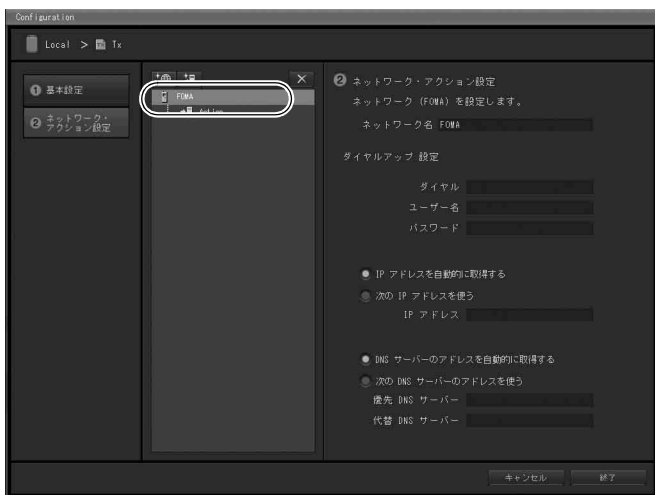 Configuration
Local > Tx
❶ 基本設定
❷ ネットワーク・
アクション設定
FOMA
Action
❷ ネットワーク・アクション設定
ネットワーク (FOMA) を設定します。
ネットワーク名 FOMA
ダイヤルアップ 設定
ダイヤル
ユーザー名
パスワード
IP アドレスを自動的に取得する
次の IP アドレスを使う
IP アドレス
DNS サーバーのアドレスを自動的に取得する
次の DNS サーバーのアドレスを使う
優先 DNS サーバー
代替 DNS サーバー
キャンセル 終了